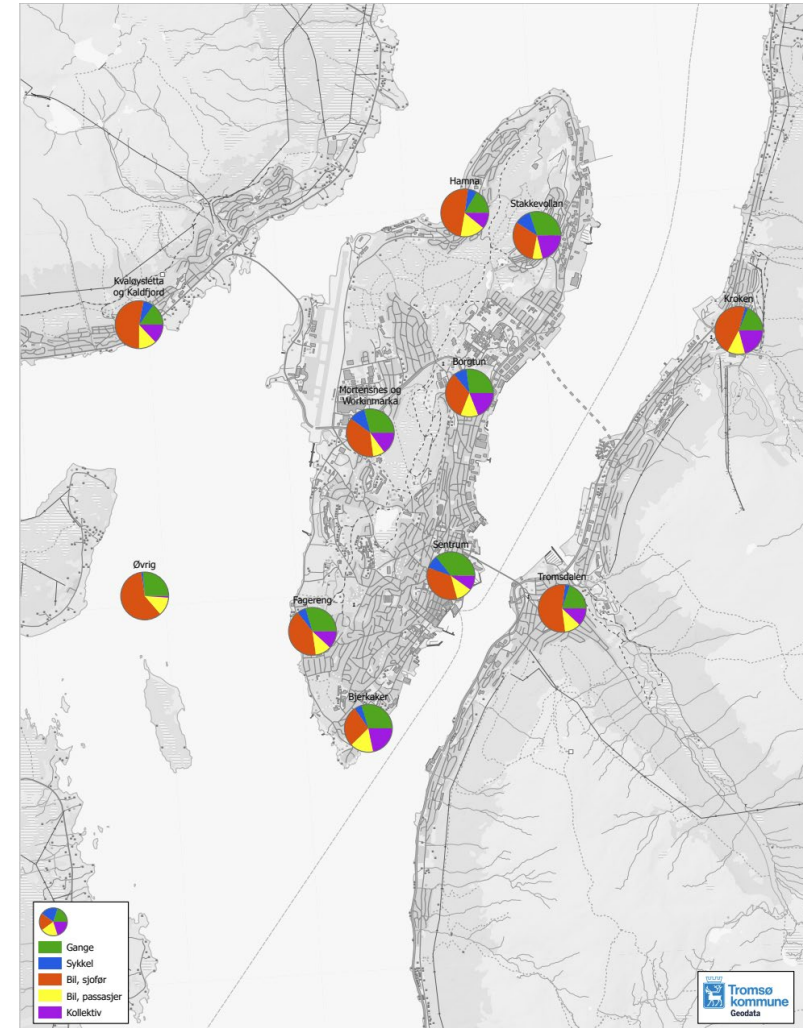 Hamna
Stakkevollan
Kvaløysletta
og Kaldfjord
Kroken
Borgtun
Mortensnes og
Workinmarka
Sentrum
Øvrig
Tromsdalen
Fagereng
Bjerkaker
Gange
Sykkel
Bil, sjofør
Bil, passasjer
Kollektiv
Tromsø
kommune
Geodata